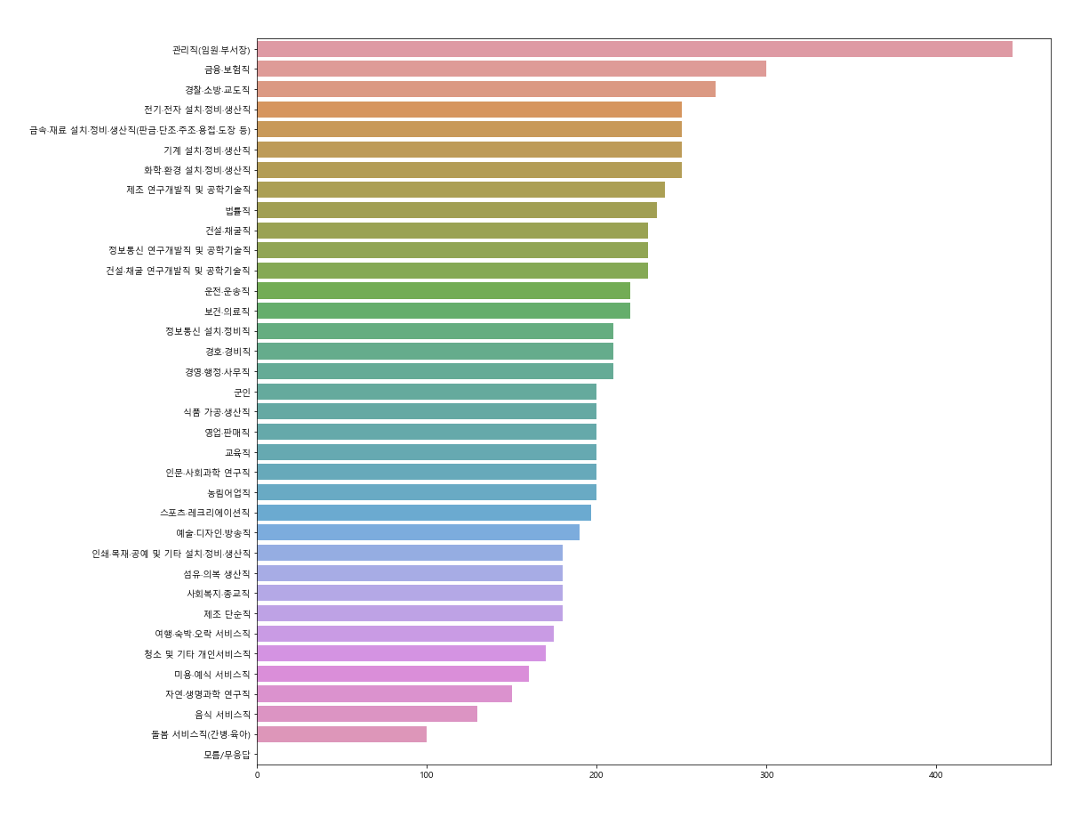 관리직(임원·부서장)
금융·보험직
경찰·소방·교도직
전기·전자 설치·정비·생산직
금속·재료 설치·정비·생산직(판금·단조·주조·용접·도장 등)
기계 설치·정비·생산직
화학·환경 설치·정비·생산직
제조 연구개발직 및 공학기술직
법률직
건설·채굴직
정보통신 연구개발직 및 공학기술직
건설·채굴 연구개발직 및 공학기술직
운전·운송직
보건·의료직
정보통신 설치·정비직
경호·경비직
경영·행정·사무직
군인
식품 가공·생산직
영업·판매직
교육직
인문·사회과학 연구직
농림어업직
스포츠·레크리에이션직
예술·디자인·방송직
인쇄·목재·공예 및 기타 설치·정비·생산직
섬유·의복 생산직
사회복지·종교직
제조 단순직
여행·숙박·오락 서비스직
청소 및 기타 개인서비스직
미용·예식 서비스직
자연·생명과학 연구직
음식 서비스직
돌봄 서비스직(간병·육아)
모름/무응답
0 100 200 300 400